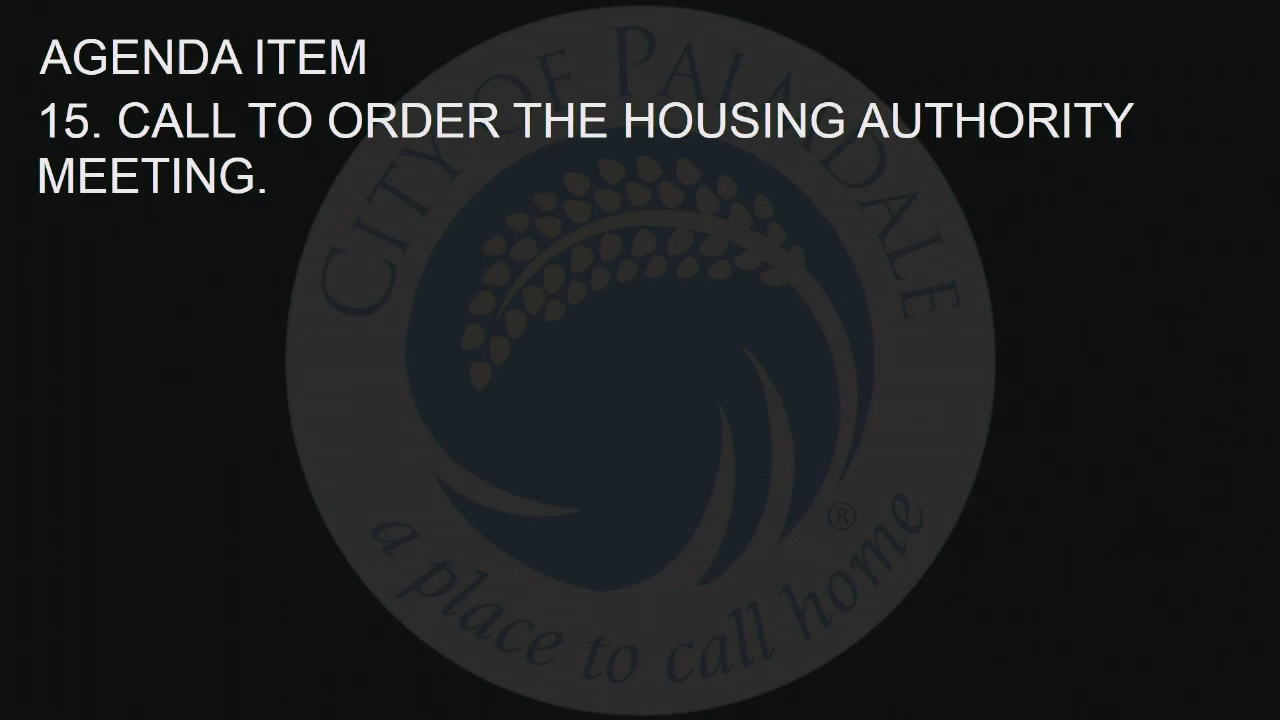 AGENDA ITEM
15. CALL TO ORDER THE HOUSING AUTHORITY
MEETING.
CITY OF PALMDALE
a place to call home
®